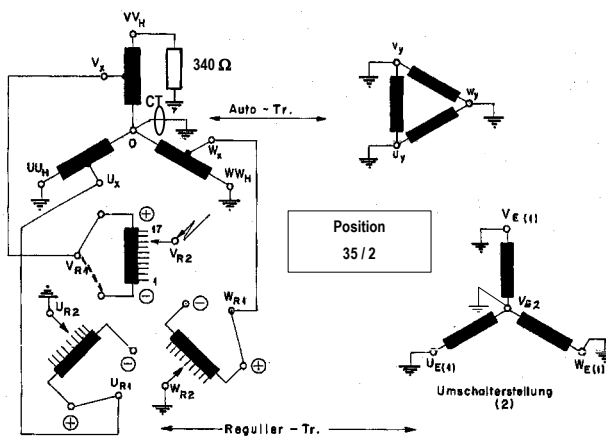 VV_H
V_x
340 Ω
CT
O
Auto - Tr.
V_y
W_y
U_y
UU_H
U_x
W_x
WW_H
+
17
V_R1
V_R2
1
−
Position
35 / 2
V_E(1)
V_E2
U_E(1)
W_E(1)
Umschalterstellung
(2)
U_R2
−
U_R1
+
−
W_R1
+
W_R2
Regulier - Tr.